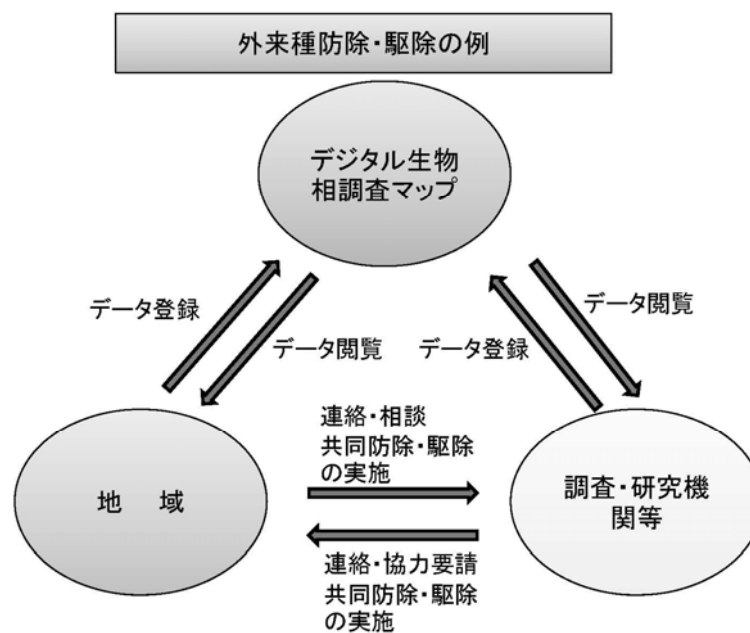 外来種防除・駆除の例
デジタル生物
相調査マップ
データ登録
データ閲覧
データ登録
データ閲覧
地 域
連絡・相談
共同防除・駆除
の実施
連絡・協力要請
共同防除・駆除
の実施
調査・研究機
関等